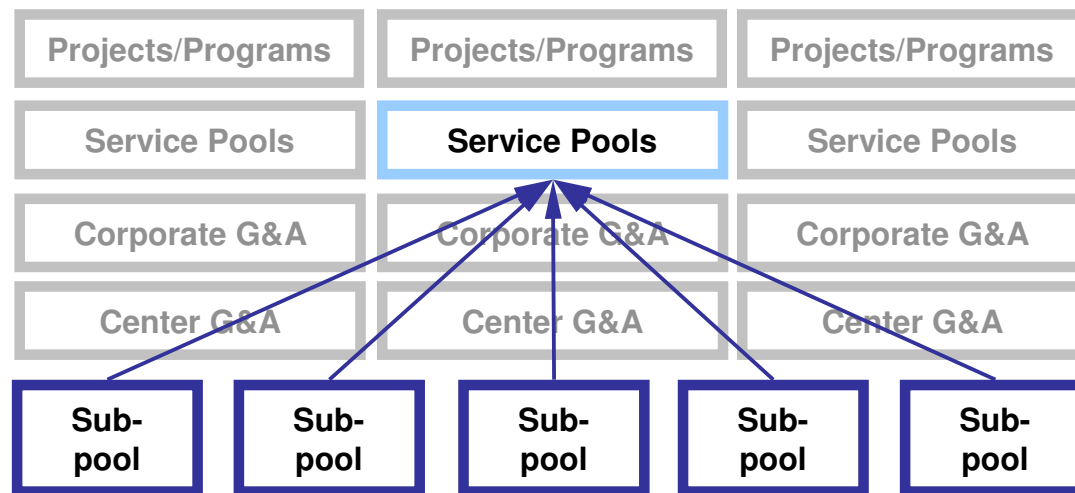 Projects/Programs Projects/Programs Projects/Programs
Service Pools Service Pools Service Pools
Corporate G&A Corporate G&A Corporate G&A
Center G&A Center G&A Center G&A
Sub- Sub- Sub- Sub- Sub-
pool pool pool pool pool